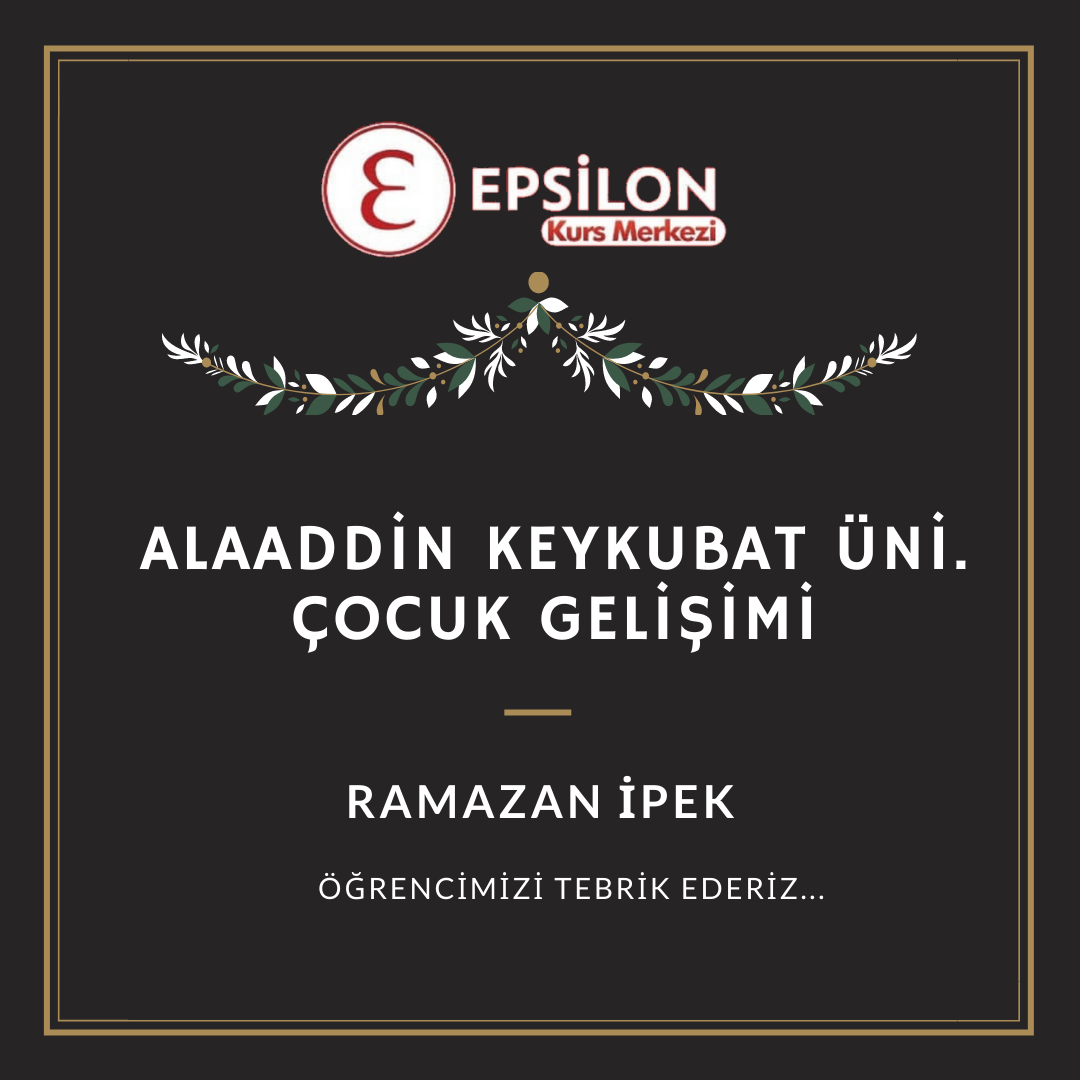 ε
EPSİLON
Kurs Merkezi
ALAADDİN KEYKUBAT ÜNİ.
ÇOCUK GELİŞİMİ
RAMAZAN İPEK
ÖĞRENCİMİZİ TEBRİK EDERİZ...